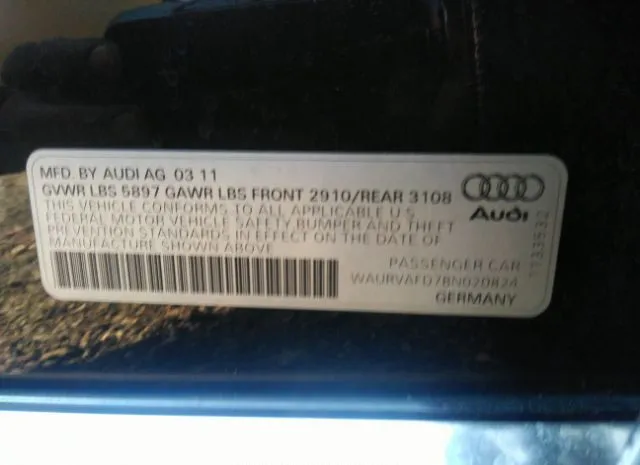 MFD. BY AUDI AG 03 11
GVWR LBS 5897 GAWR LBS FRONT 2910/REAR 3108
THIS VEHICLE CONFORMS TO ALL APPLICABLE U S
FEDERAL MOTOR VEHICLE SAFETY BUMPER AND THEFT
PREVENTION STANDARDS IN EFFECT ON THE DATE OF
MANUFACTURE SHOWN ABOVE
Audi
PASSENGER CAR
WAURVAFD7BN020824
GERMANY
1733532